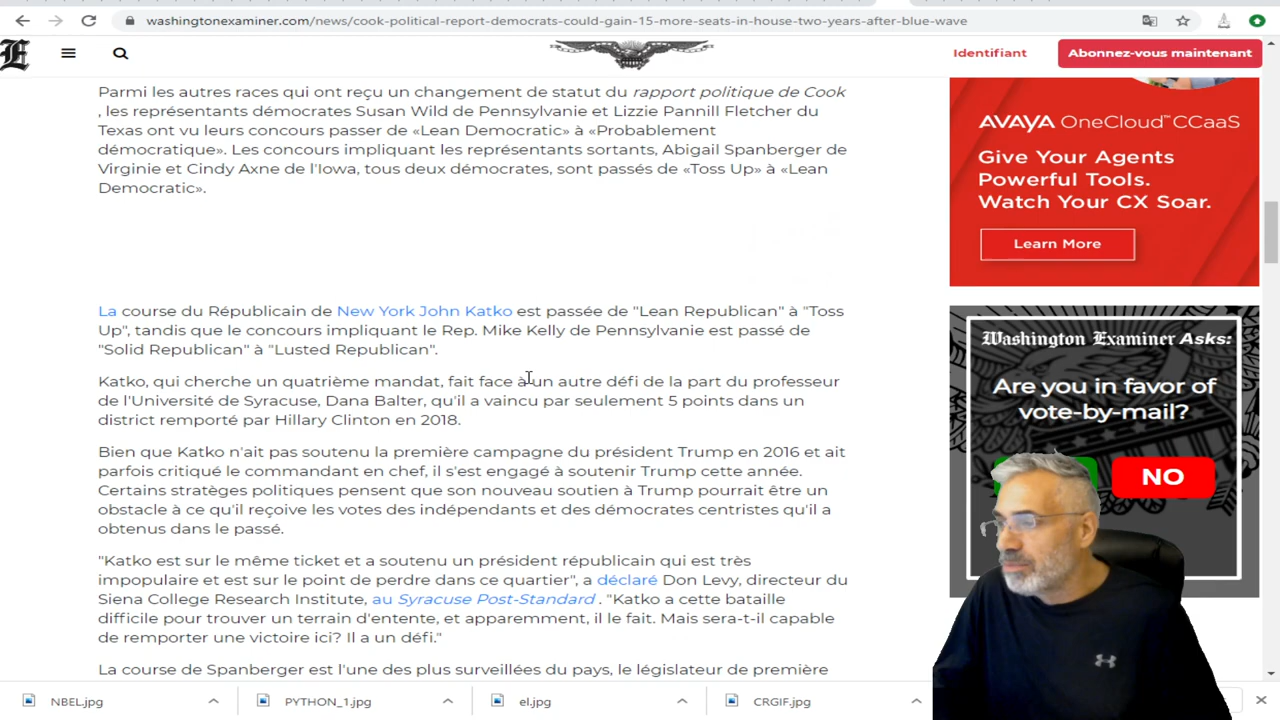 washingtonexaminer.com/news/cook-political-report-democrats-could-gain-15-more-seats-in-house-two-years-after-blue-wave
E
Identifiant
Abonnez-vous maintenant
Parmi les autres races qui ont reçu un changement de statut du rapport politique de Cook
, les représentants démocrates Susan Wild de Pennsylvanie et Lizzie Pannill Fletcher du
Texas ont vu leurs concours passer de «Lean Democratic» à «Probablement
démocratique». Les concours impliquant les représentants sortants, Abigail Spanberger de
Virginie et Cindy Axne de l'Iowa, tous deux démocrates, sont passés de «Toss Up» à «Lean
Democratic».
La course du Républicain de New York John Katko est passée de "Lean Republican" à "Toss
Up", tandis que le concours impliquant le Rep. Mike Kelly de Pennsylvanie est passé de
"Solid Republican" à "Lusted Republican".
Katko, qui cherche un quatrième mandat, fait face à un autre défi de la part du professeur
de l'Université de Syracuse, Dana Balter, qu'il a vaincu par seulement 5 points dans un
district remporté par Hillary Clinton en 2018.
Bien que Katko n'ait pas soutenu la première campagne du président Trump en 2016 et ait
parfois critiqué le commandant en chef, il s'est engagé à soutenir Trump cette année.
Certains stratèges politiques pensent que son nouveau soutien à Trump pourrait être un
obstacle à ce qu'il reçoive les votes des indépendants et des démocrates centristes qu'il a
obtenus dans le passé.
"Katko est sur le même ticket et a soutenu un président républicain qui est très
impopulaire et est sur le point de perdre dans ce quartier", a déclaré Don Levy, directeur du
Siena College Research Institute, au Syracuse Post-Standard . "Katko a cette bataille
difficile pour trouver un terrain d'entente, et apparemment, il le fait. Mais sera-t-il capable
de remporter une victoire ici? Il a un défi."
La course de Spanberger est l'une des plus surveillées du pays, le législateur de première
AVAYA OneCloud™ CCaaS
Give Your Agents
Powerful Tools.
Watch Your CX Soar.
Learn More
Washington Examiner Asks:
Are you in favor of
vote-by-mail?
NO
NBEL.jpg
PYTHON_1.jpg
el.jpg
CRGIF.jpg